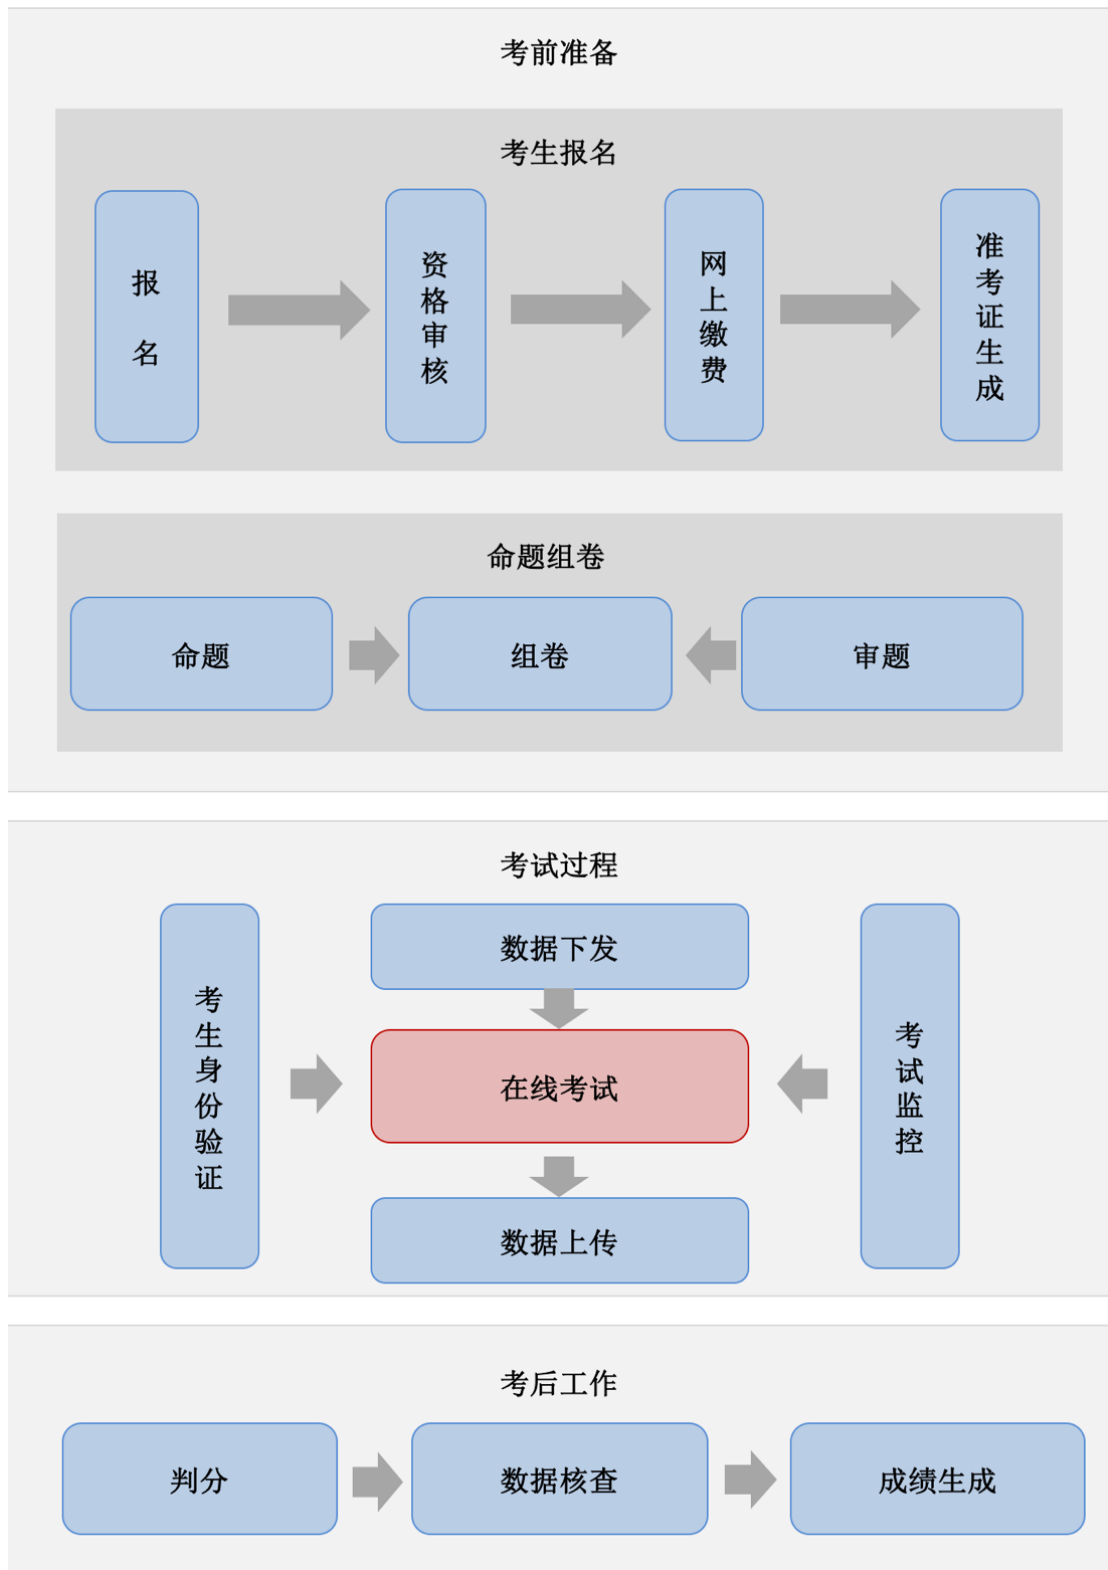 考前准备
考生报名
报名
资格审核
网上缴费
准考证生成
命题组卷
命题
组卷
审题
考试过程
考生身份验证
数据下发
在线考试
数据上传
考试监控
考后工作
判分
数据核查
成绩生成